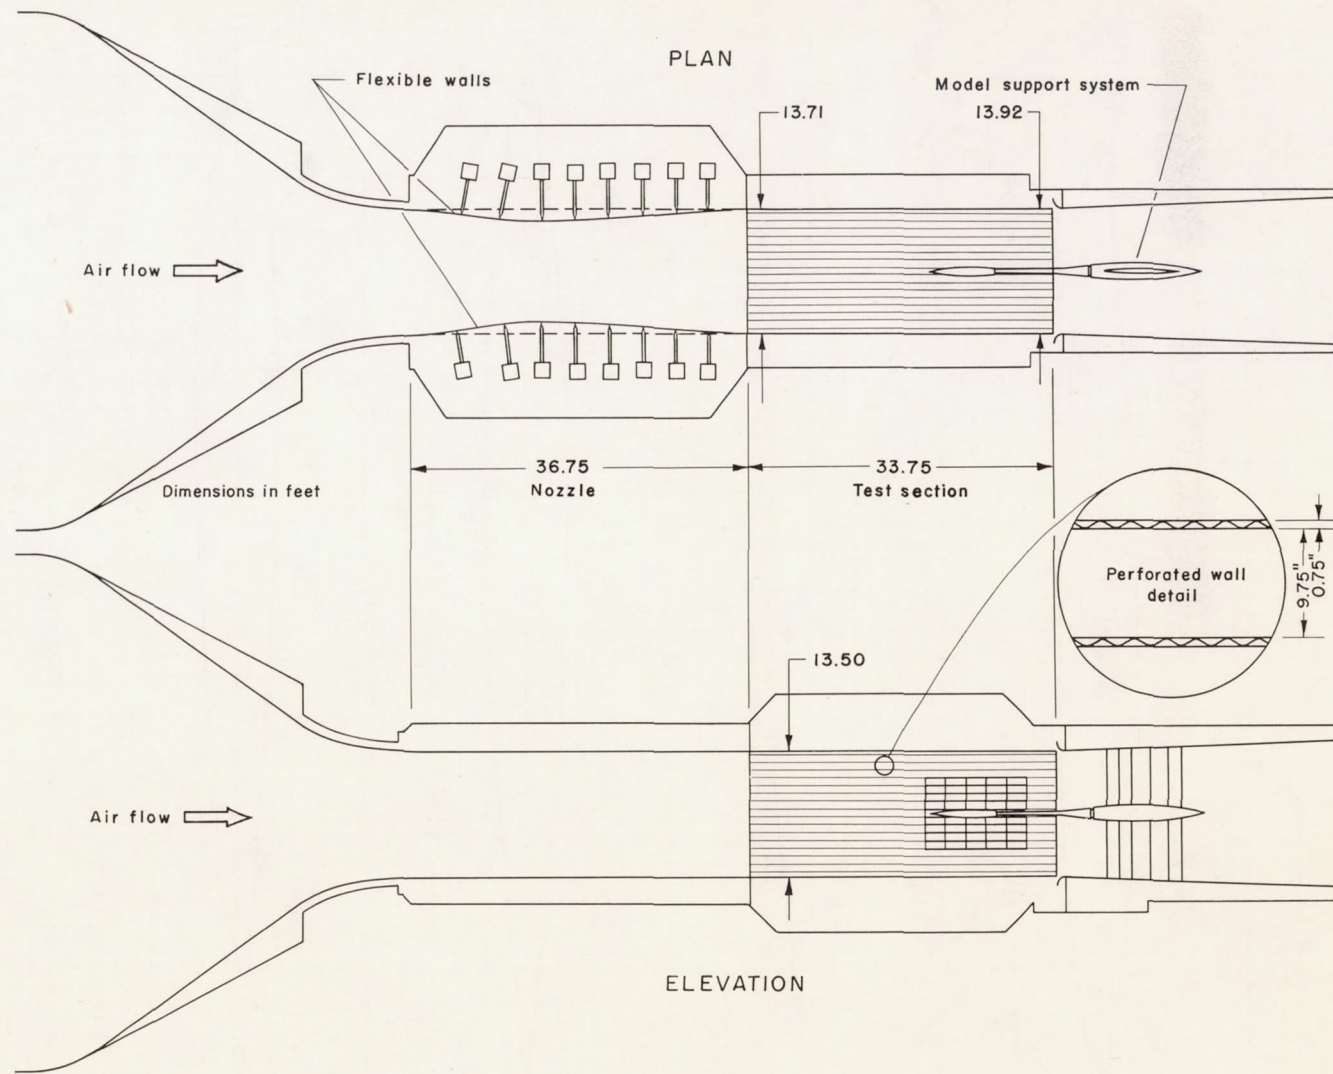 PLAN
Flexible walls
Model support system
13.71
13.92
Air flow
36.75
Nozzle
33.75
Test section
Dimensions in feet
Perforated wall
detail
9.75"
0.75"
13.50
Air flow
ELEVATION